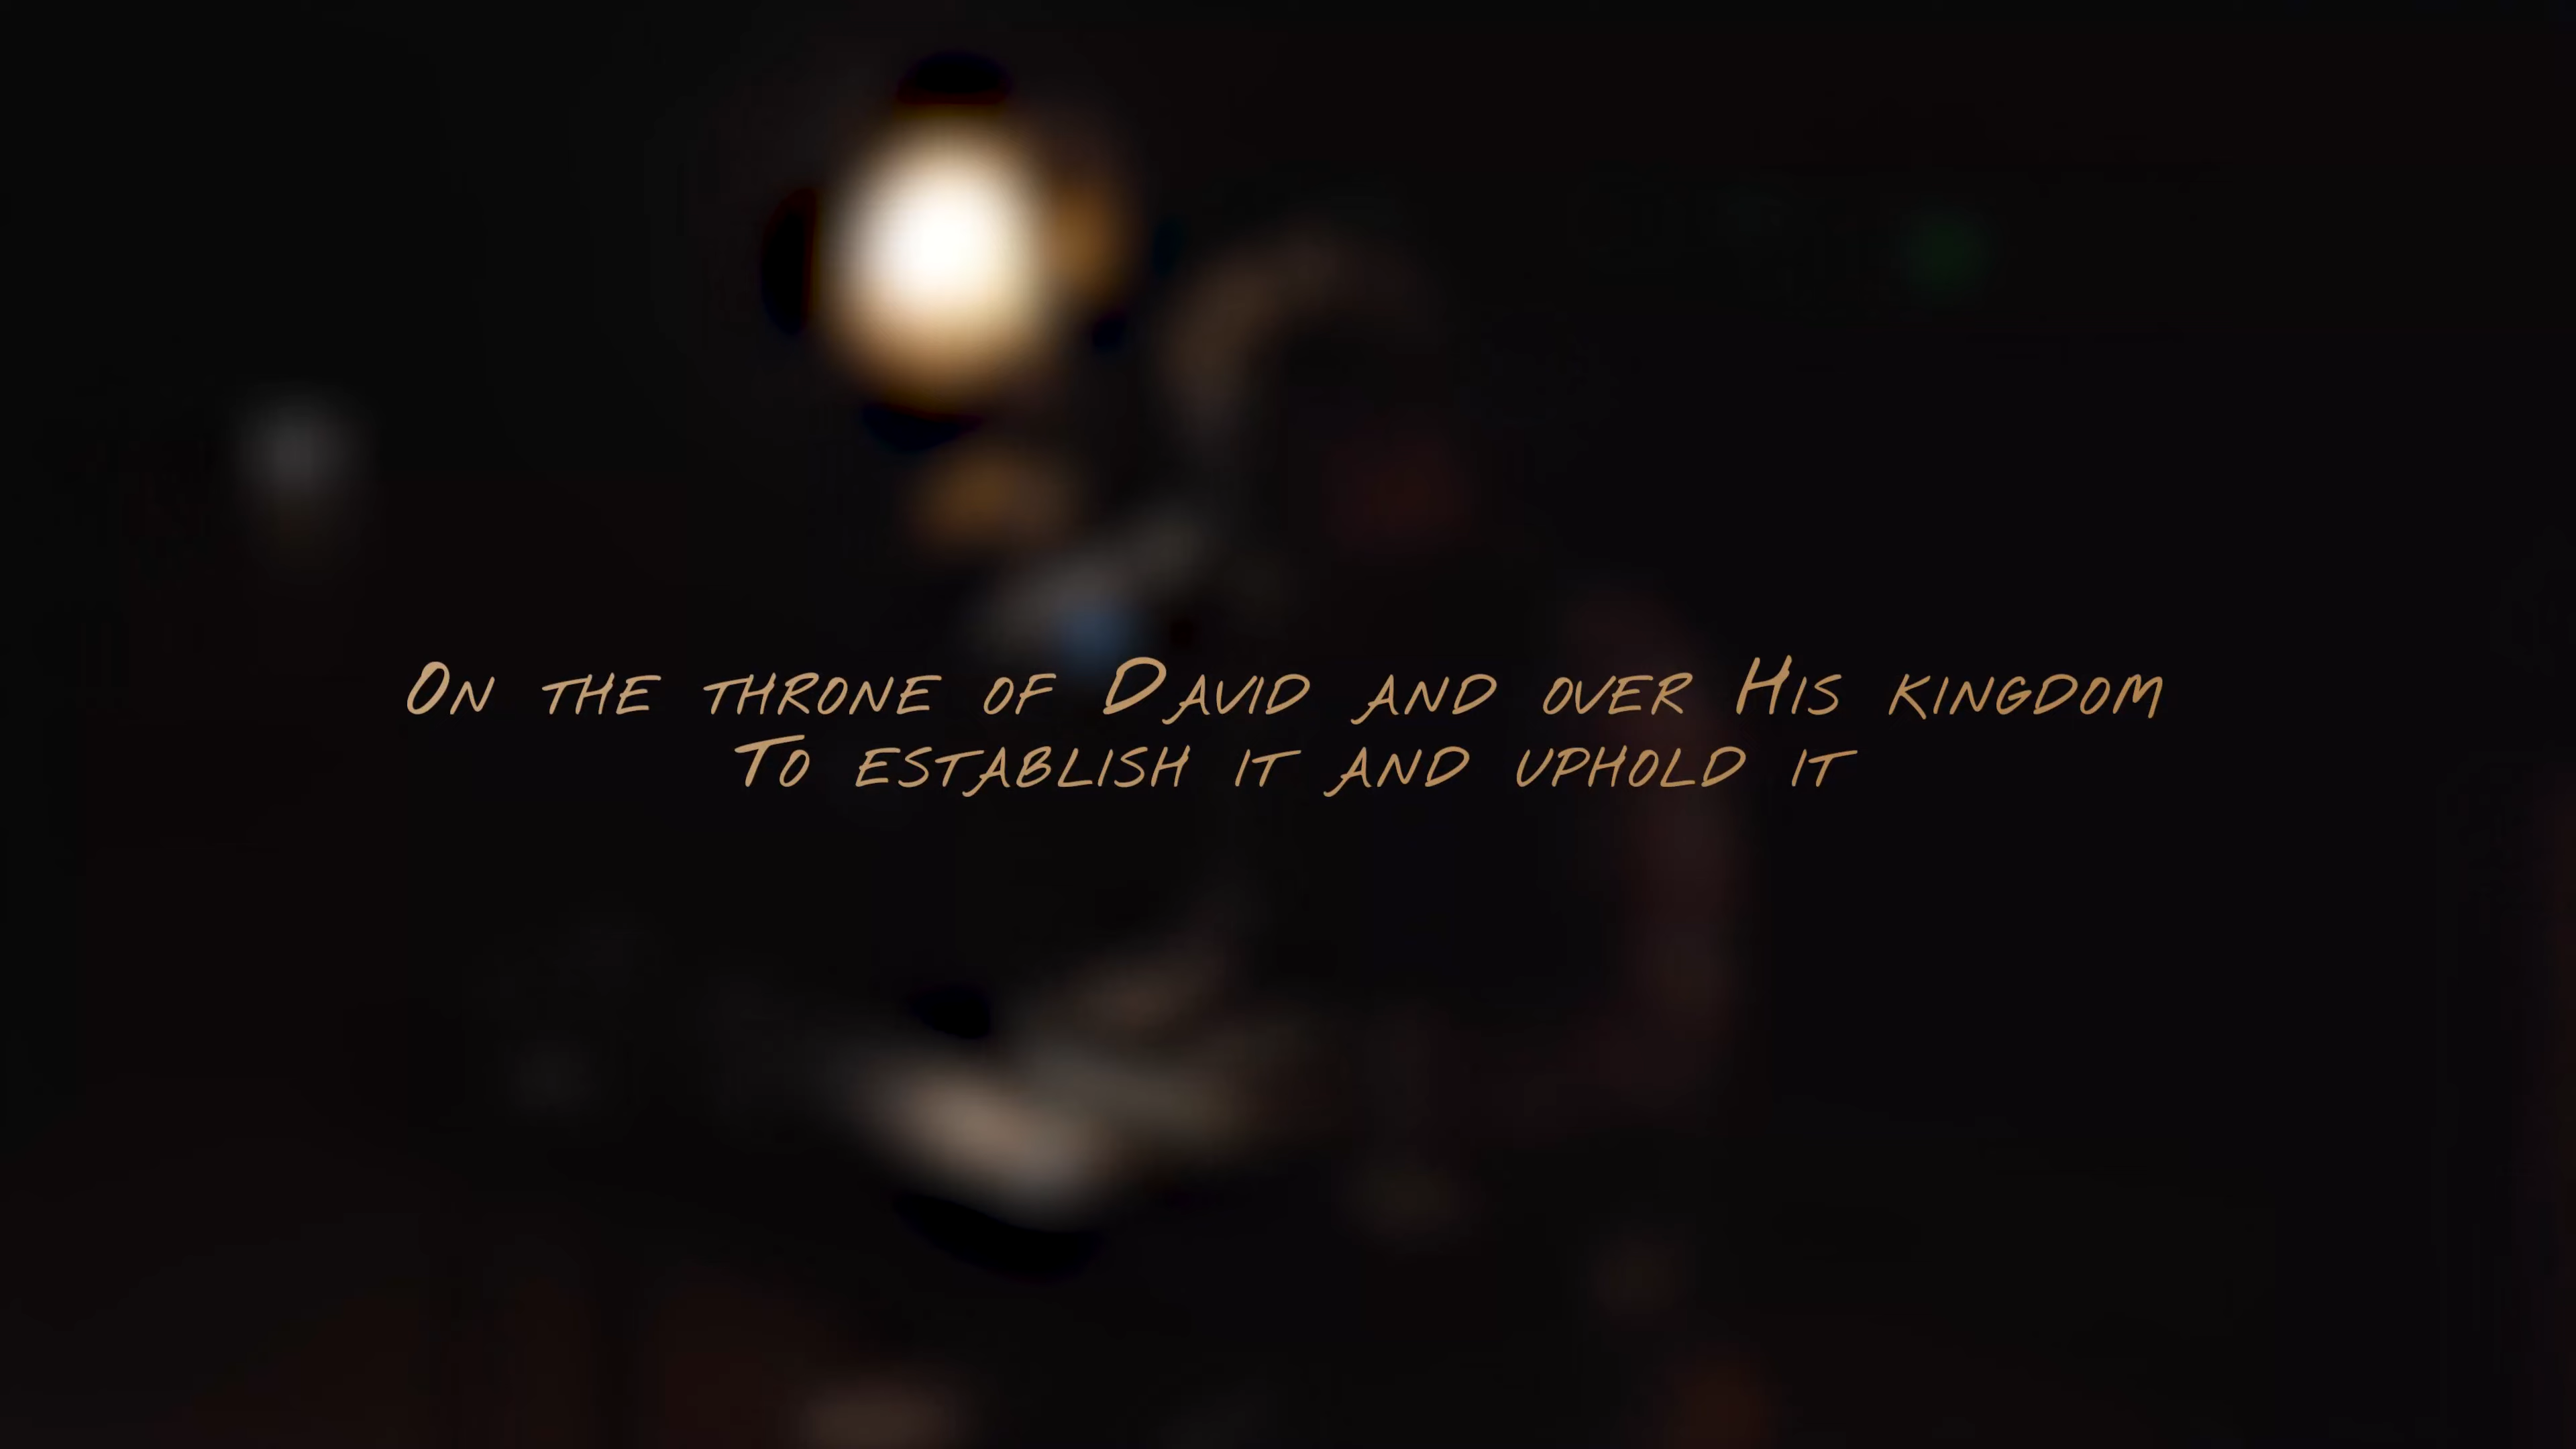 On the throne of David and over His kingdom
To establish it and uphold it